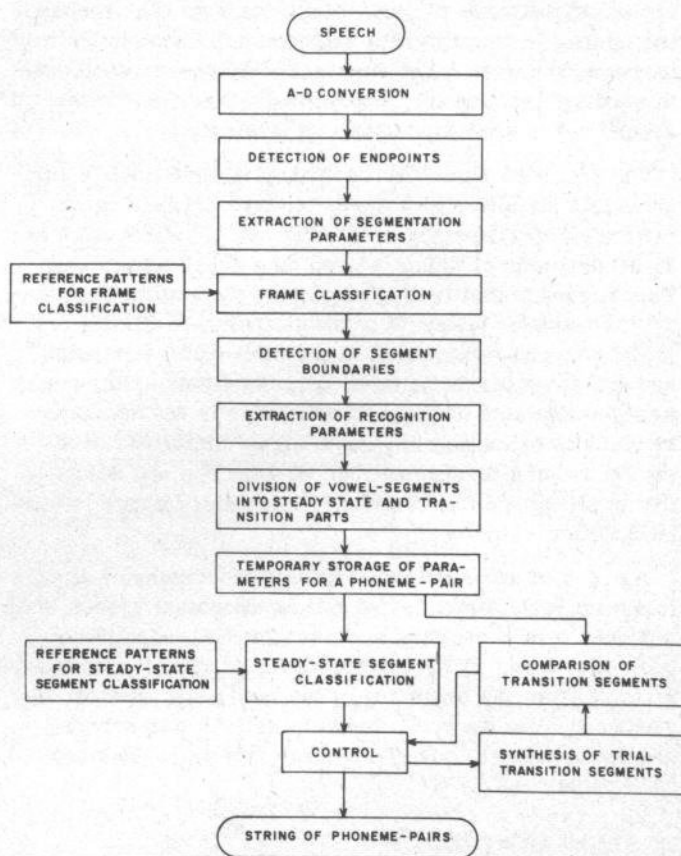 SPEECH
A-D CONVERSION
DETECTION OF ENDPOINTS
EXTRACTION OF SEGMENTATION
PARAMETERS
REFERENCE PATTERNS
FOR FRAME
CLASSIFICATION
FRAME CLASSIFICATION
DETECTION OF SEGMENT
BOUNDARIES
EXTRACTION OF RECOGNITION
PARAMETERS
DIVISION OF VOWEL-SEGMENTS
INTO STEADY STATE AND TRA-
NSITION PARTS
TEMPORARY STORAGE OF PARA-
METERS FOR A PHONEME-PAIR
REFERENCE PATTERNS
FOR STEADY-STATE
SEGMENT CLASSIFICATION
STEADY-STATE SEGMENT
CLASSIFICATION
COMPARISON OF
TRANSITION SEGMENTS
CONTROL
SYNTHESIS OF TRIAL
TRANSITION SEGMENTS
STRING OF PHONEME-PAIRS